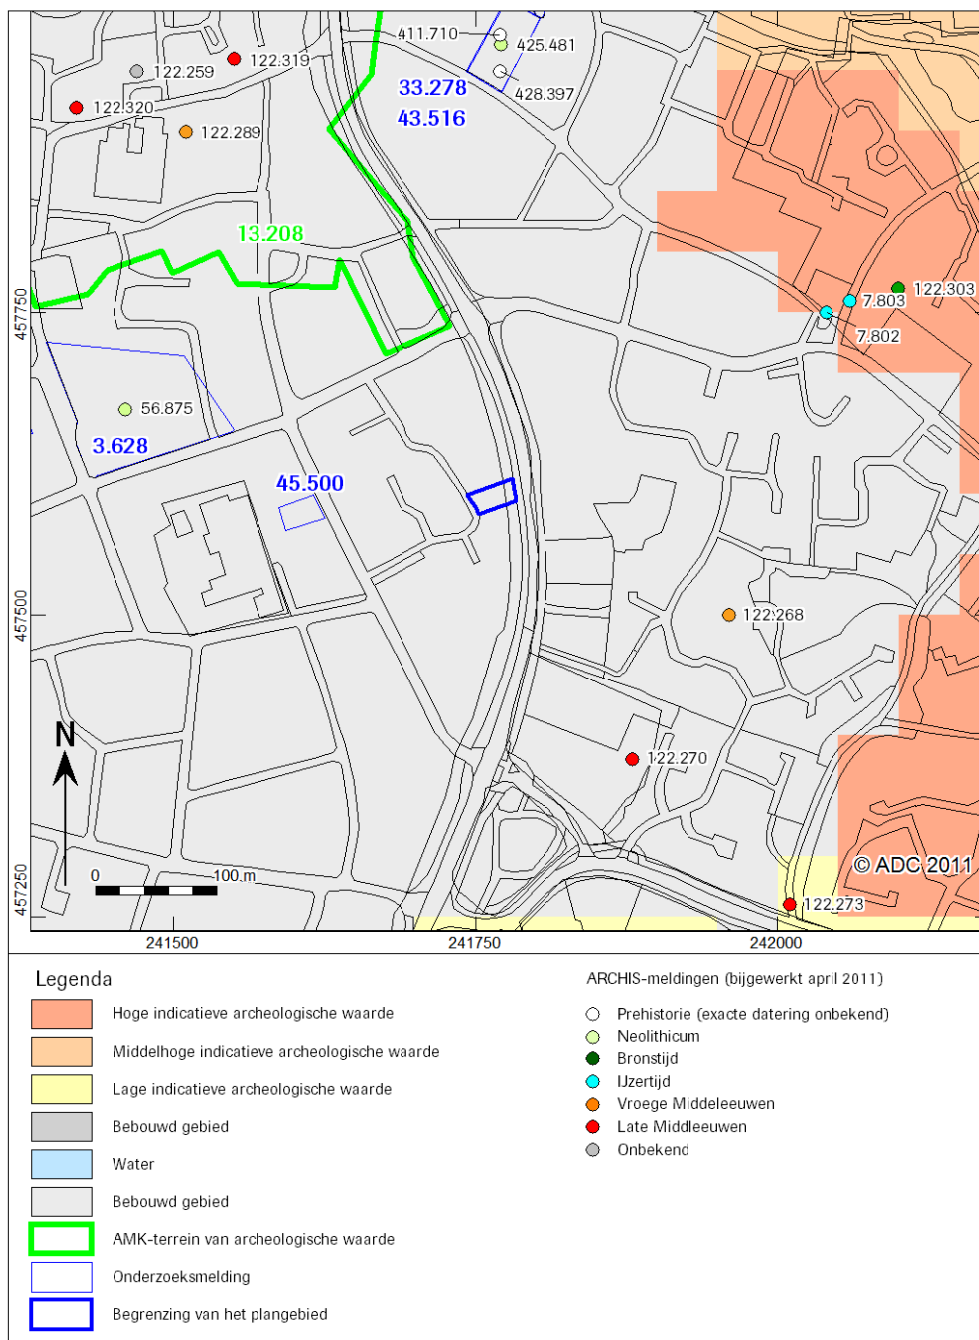 411.710
425.481
122.319
122.259
33.278
428.397
122.320
43.516
122.289
13.208
122.303
7.803
7.802
457750
56.875
3.628
45.500
457500
122.268
N
122.270
0
100 m
© ADC 2011
457250
122.273
241500
241750
242000
Legenda
Hoge indicatieve archeologische waarde
Middelhoge indicatieve archeologische waarde
Lage indicatieve archeologische waarde
Bebouwd gebied
Water
Bebouwd gebied
AMK-terrein van archeologische waarde
Onderzoeksmelding
Begrenzing van het plangebied
ARCHIS-meldingen (bijgewerkt april 2011)
Prehistorie (exacte datering onbekend)
Neolithicum
Bronstijd
IJzertijd
Vroege Middeleeuwen
Late Middleeuwen
Onbekend